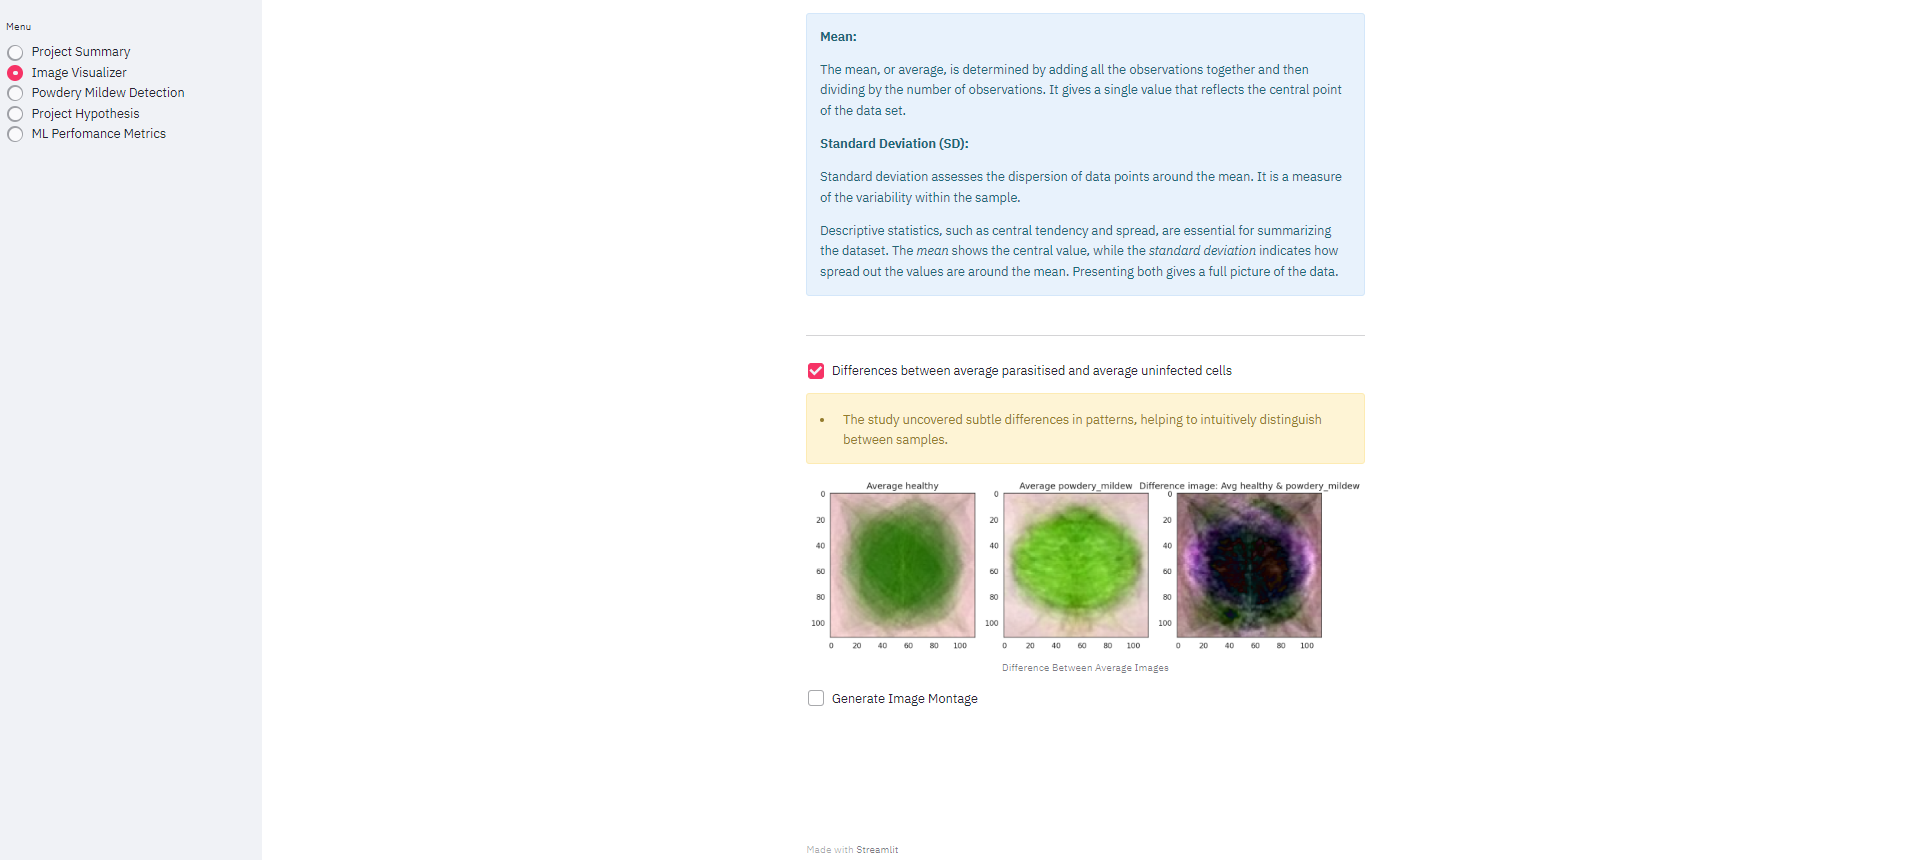 Menu
Project Summary
Image Visualizer
Powdery Mildew Detection
Project Hypothesis
ML Perfomance Metrics
Mean:
The mean, or average, is determined by adding all the observations together and then
dividing by the number of observations. It gives a single value that reflects the central point
of the data set.
Standard Deviation (SD):
Standard deviation assesses the dispersion of data points around the mean. It is a measure
of the variability within the sample.
Descriptive statistics, such as central tendency and spread, are essential for summarizing
the dataset. The mean shows the central value, while the standard deviation indicates how
spread out the values are around the mean. Presenting both gives a full picture of the data.
Differences between average parasitised and average uninfected cells
• The study uncovered subtle differences in patterns, helping to intuitively distinguish
between samples.
Average healthy
0
20
40
60
80
100
0 20 40 60 80 100
Average powdery_mildew
0
20
40
60
80
100
0 20 40 60 80 100
Difference image: Avg healthy & powdery_mildew
0
20
40
60
80
100
0 20 40 60 80 100
Difference Between Average Images
Generate Image Montage
Made with Streamlit